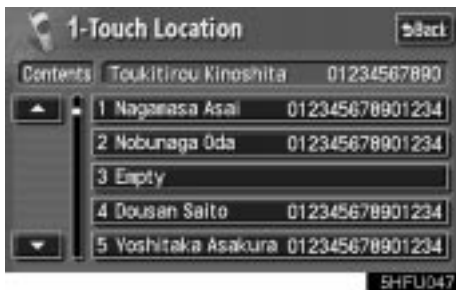 1-Touch Location
Back
Contents Toukitirou Kinoshita 01234567890
1 Nagamasa Asai 012345678901234
2 Nobunaga Oda 012345678901234
3 Empty
4 Dousan Saito 012345678901234
5 Yoshitaka Asakura 012345678901234
5HFU047